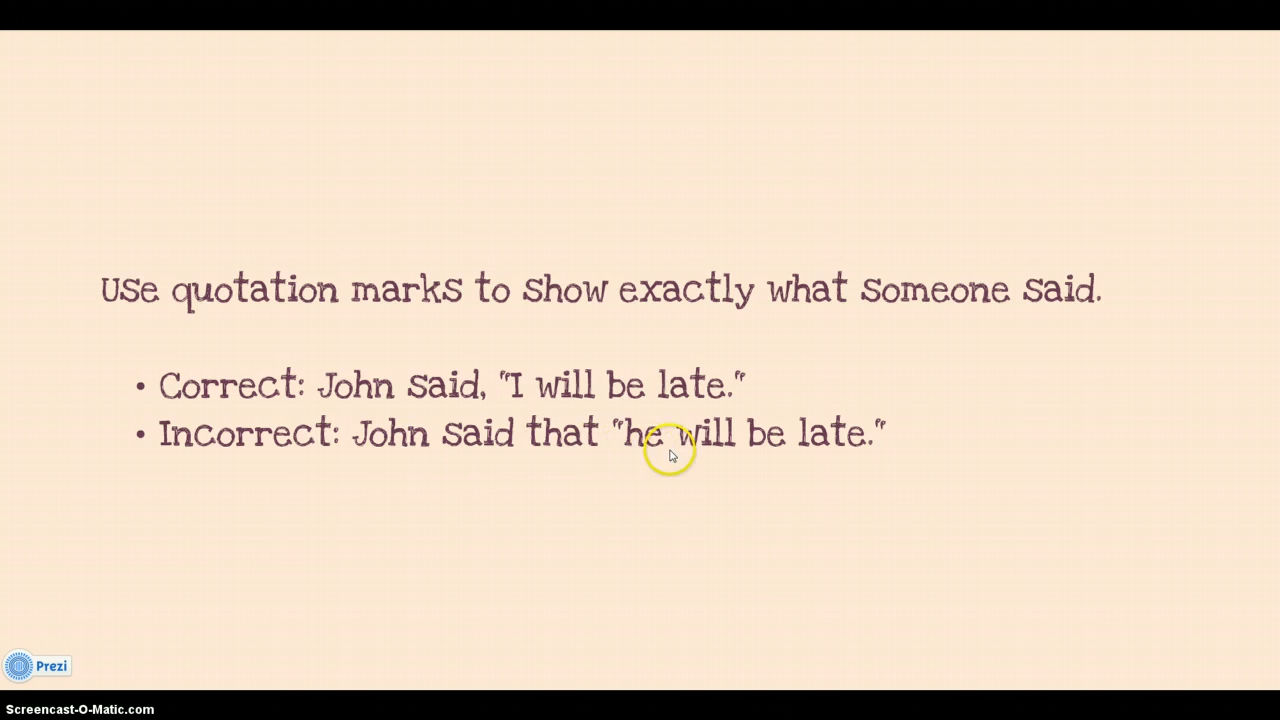 Use quotation marks to show exactly what someone said.
• Correct: John said, "I will be late."
• Incorrect: John said that "he will be late."
Prezi
Screencast-O-Matic.com